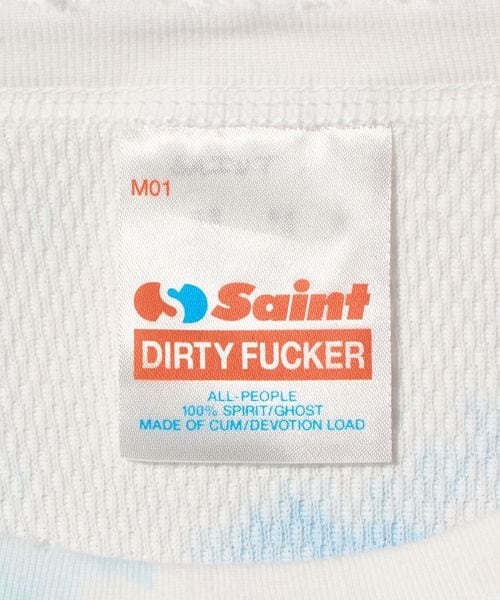 M01
Saint
DIRTY FUCKER
ALL-PEOPLE
100% SPIRIT/GHOST
MADE OF CUM/DEVOTION LOAD